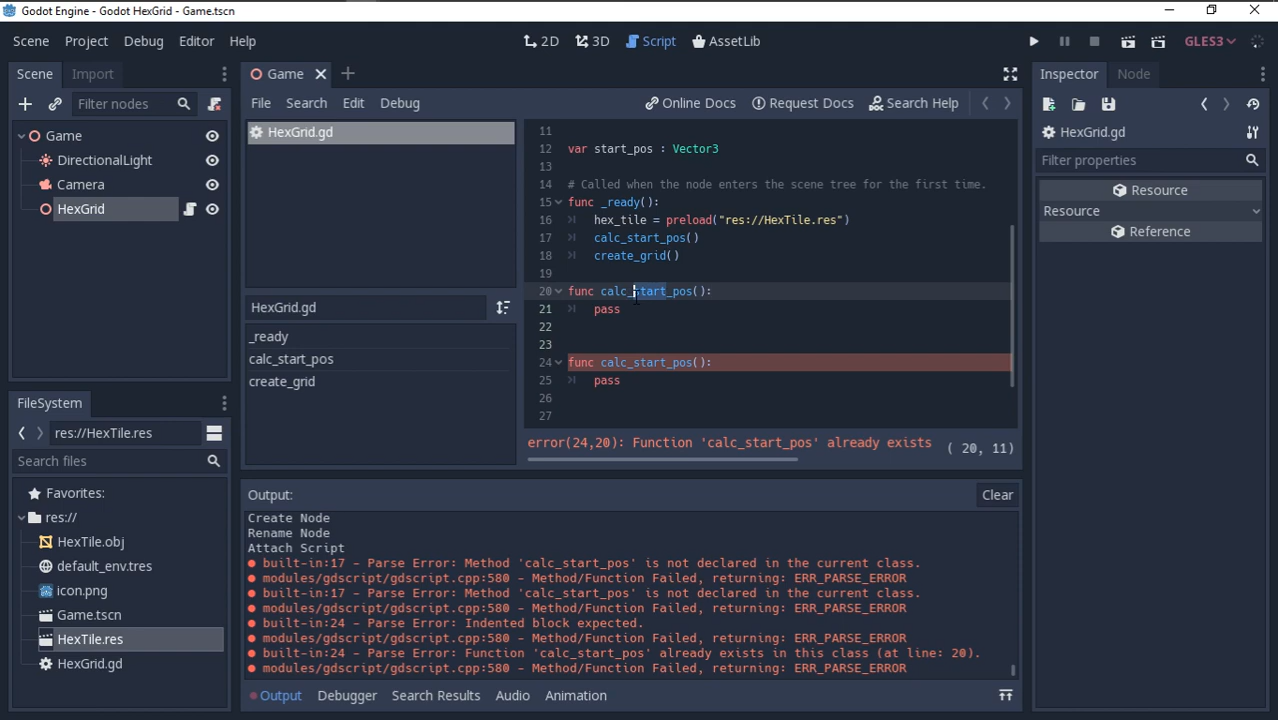 Godot Engine - Godot HexGrid - Game.tscn
Scene Project Debug Editor Help
2D 3D Script AssetLib
GLES3
Scene Import
Filter nodes
Game
DirectionalLight
Camera
HexGrid
FileSystem
res://HexTile.res
Search files
Favorites:
res://
HexTile.obj
default_env.tres
icon.png
Game.tscn
HexTile.res
HexGrid.gd
Game
File Search Edit Debug
Online Docs Request Docs Search Help
HexGrid.gd
HexGrid.gd
_ready
calc_start_pos
create_grid
11
12 var start_pos : Vector3
13
14 # Called when the node enters the scene tree for the first time.
15 func _ready():
16 hex_tile = preload("res://HexTile.res")
17 calc_start_pos()
18 create_grid()
19
20 func calc_start_pos():
21 pass
22
23
24 func calc_start_pos():
25 pass
26
27
error(24,20): Function 'calc_start_pos' already exists ( 20, 11)
Output: Clear
Create Node
Rename Node
Attach Script
built-in:17 - Parse Error: Method 'calc_start_pos' is not declared in the current class.
modules/gdscript/gdscript.cpp:580 - Method/Function Failed, returning: ERR_PARSE_ERROR
built-in:17 - Parse Error: Method 'calc_start_pos' is not declared in the current class.
modules/gdscript/gdscript.cpp:580 - Method/Function Failed, returning: ERR_PARSE_ERROR
built-in:24 - Parse Error: Indented block expected.
modules/gdscript/gdscript.cpp:580 - Method/Function Failed, returning: ERR_PARSE_ERROR
built-in:24 - Parse Error: Function 'calc_start_pos' already exists in this class (at line: 20).
modules/gdscript/gdscript.cpp:580 - Method/Function Failed, returning: ERR_PARSE_ERROR
Output Debugger Search Results Audio Animation
Inspector Node
HexGrid.gd
Filter properties
Resource
Resource
Reference